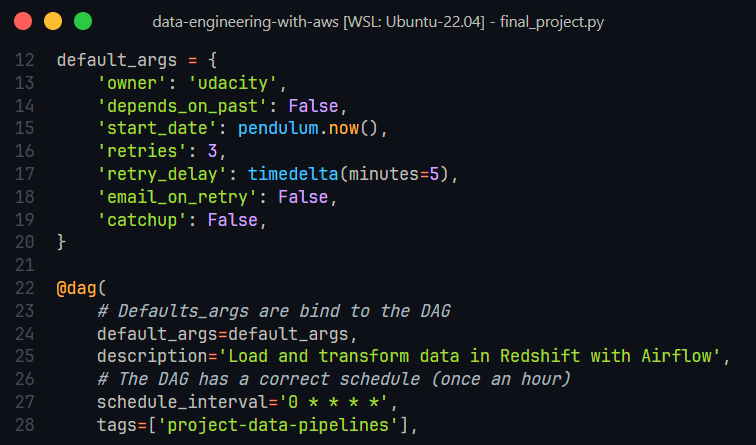 data-engineering-with-aws [WSL: Ubuntu-22.04] - final_project.py
12 default_args = {
13     'owner': 'udacity',
14     'depends_on_past': False,
15     'start_date': pendulum.now(),
16     'retries': 3,
17     'retry_delay': timedelta(minutes=5),
18     'email_on_retry': False,
19     'catchup': False,
20 }
21
22 @dag(
23     # Defaults_args are bind to the DAG
24     default_args=default_args,
25     description='Load and transform data in Redshift with Airflow',
26     # The DAG has a correct schedule (once an hour)
27     schedule_interval='0 * * * *',
28     tags=['project-data-pipelines'],